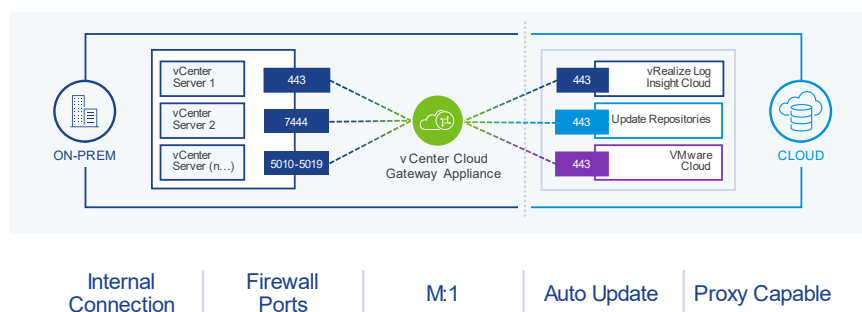 vCenter
Server 1
443
vCenter
Server 2
7444
vCenter
Server (n...)
5010-5019
ON-PREM
vCenter Cloud
Gateway Appliance
443
vRealize Log
Insight Cloud
443
Update Repositories
443
VMware
Cloud
CLOUD
Internal
Connection
Firewall
Ports
M:1
Auto Update
Proxy Capable